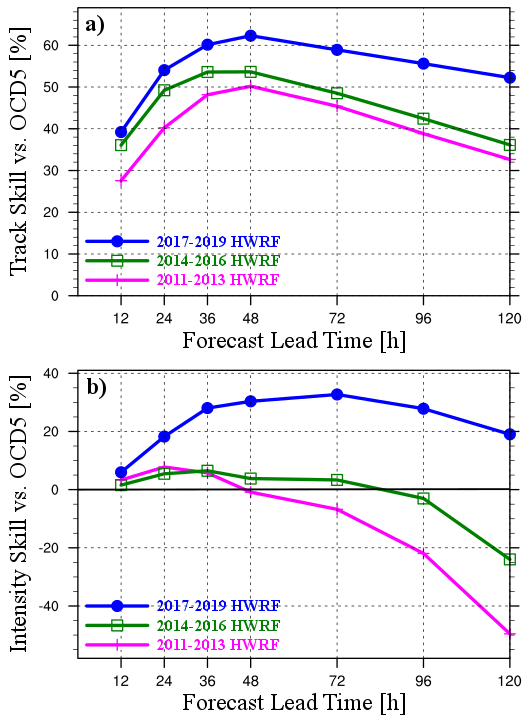 a)
Track Skill vs. OCD5 [%]
60
50
40
30
20
10
0
2017-2019 HWRF
2014-2016 HWRF
2011-2013 HWRF
12 24 36 48 72 96 120
Forecast Lead Time [h]
b)
Intensity Skill vs. OCD5 [%]
40
20
0
-20
-40
2017-2019 HWRF
2014-2016 HWRF
2011-2013 HWRF
12 24 36 48 72 96 120
Forecast Lead Time [h]